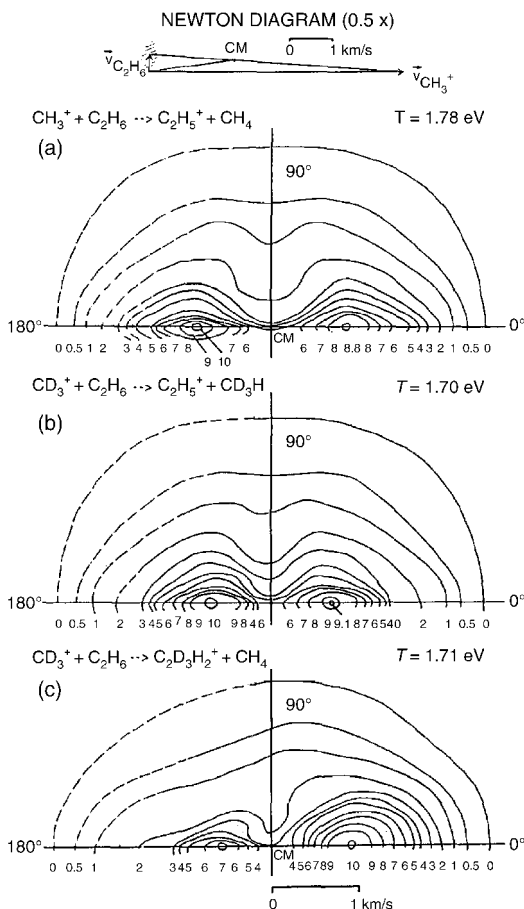 NEWTON DIAGRAM (0.5 x)
CM
0 1 km/s
v⃗C₂H₆
v⃗CH₃⁺
CH₃⁺ + C₂H₆ --> C₂H₅⁺ + CH₄
T = 1.78 eV
(a)
90°
180°
0°
CM
0 0.5 1 2 3 4 5 6 7 8 7 6 6 7 8 8.8 8 7 6 5 4 3 2 1 0.5 0
9 10
CD₃⁺ + C₂H₆ --> C₂H₅⁺ + CD₃H
T = 1.70 eV
(b)
90°
180°
0°
0 0.5 1 2 3 4 5 6 7 8 9 10 9 8 4 6 6 7 8 9 9.1 8 7 6 5 4 0 2 1 0.5 0
CD₃⁺ + C₂H₆ --> C₂D₃H₂⁺ + CH₄
T = 1.71 eV
(c)
90°
180°
0°
CM
0 0.5 1 2 3 4 5 6 7 6 5 4 4 5 6 7 8 9 10 9 8 7 6 5 4 3 2 1 0.5 0
0 1
km/s